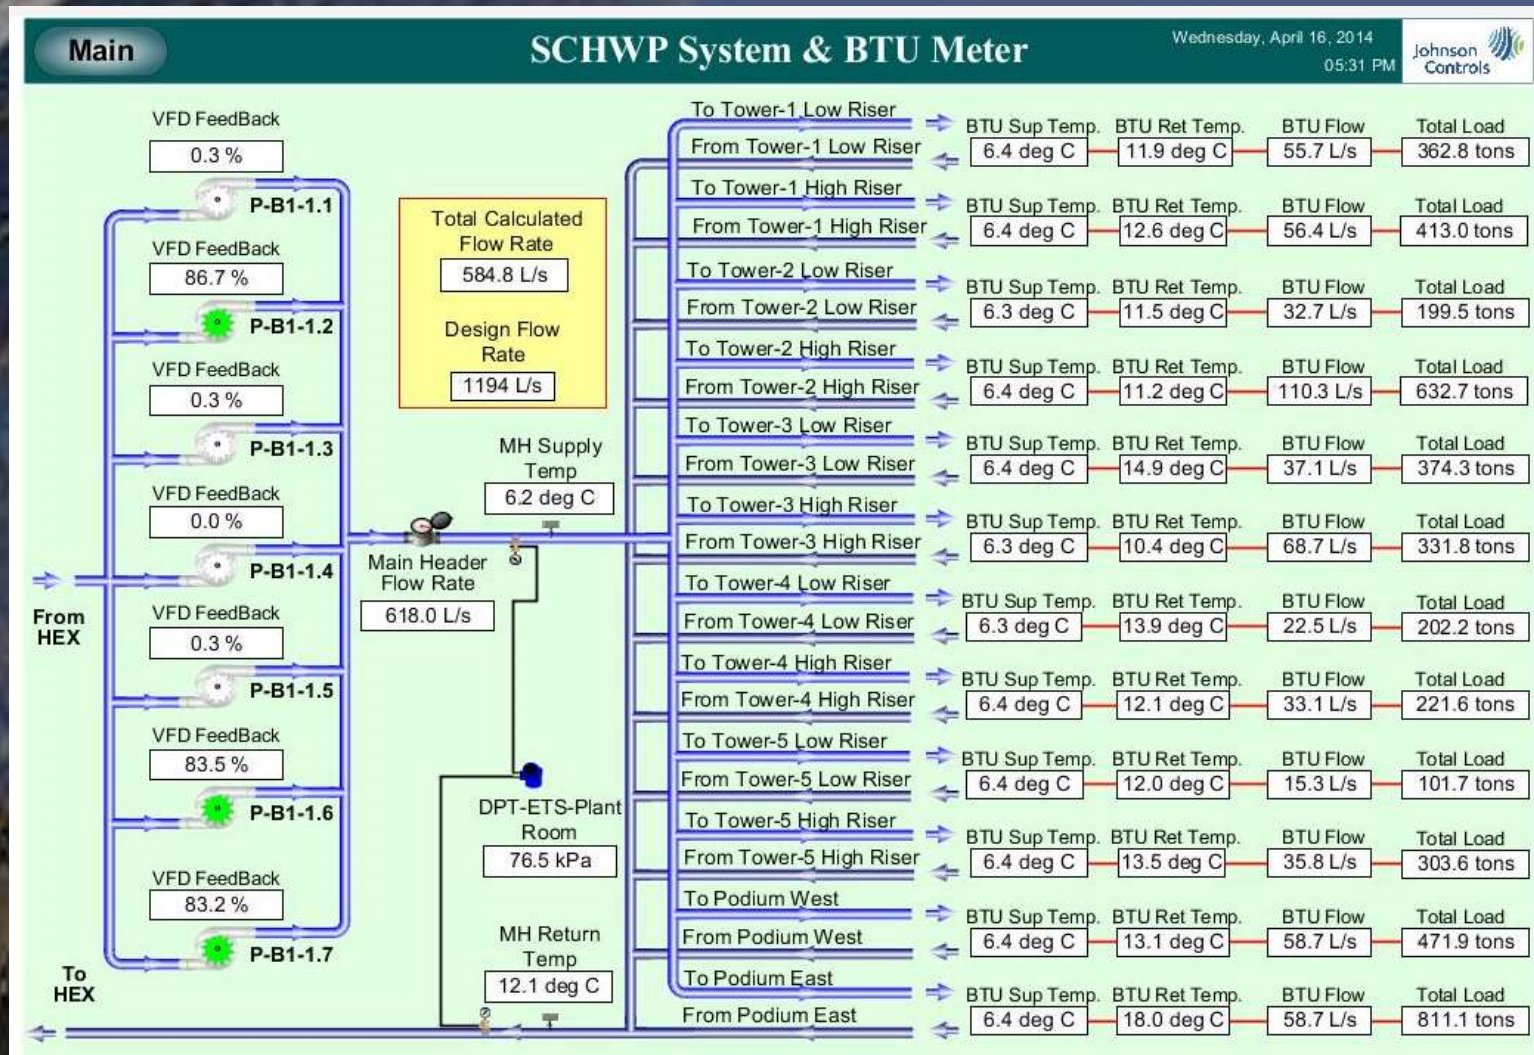 Main
SCHWP System & BTU Meter
Wednesday, April 16, 2014
05:31 PM
Johnson
Controls
VFD FeedBack
0.3 %
P-B1-1.1
VFD FeedBack
86.7 %
P-B1-1.2
VFD FeedBack
0.3 %
P-B1-1.3
VFD FeedBack
0.0 %
P-B1-1.4
From
HEX
VFD FeedBack
0.3 %
P-B1-1.5
VFD FeedBack
83.5 %
P-B1-1.6
VFD FeedBack
83.2 %
P-B1-1.7
To
HEX
Total Calculated
Flow Rate
584.8 L/s
Design Flow
Rate
1194 L/s
MH Supply
Temp
6.2 deg C
Main Header
Flow Rate
618.0 L/s
DPT-ETS-Plant
Room
76.5 kPa
MH Return
Temp
12.1 deg C
To Tower-1 Low Riser
BTU Sup Temp. BTU Ret Temp. BTU Flow Total Load
From Tower-1 Low Riser
6.4 deg C 11.9 deg C 55.7 L/s 362.8 tons
To Tower-1 High Riser
BTU Sup Temp. BTU Ret Temp. BTU Flow Total Load
From Tower-1 High Riser
6.4 deg C 12.6 deg C 56.4 L/s 413.0 tons
To Tower-2 Low Riser
BTU Sup Temp. BTU Ret Temp. BTU Flow Total Load
From Tower-2 Low Riser
6.3 deg C 11.5 deg C 32.7 L/s 199.5 tons
To Tower-2 High Riser
BTU Sup Temp. BTU Ret Temp. BTU Flow Total Load
From Tower-2 High Riser
6.4 deg C 11.2 deg C 110.3 L/s 632.7 tons
To Tower-3 Low Riser
BTU Sup Temp. BTU Ret Temp. BTU Flow Total Load
From Tower-3 Low Riser
6.4 deg C 14.9 deg C 37.1 L/s 374.3 tons
To Tower-3 High Riser
BTU Sup Temp. BTU Ret Temp. BTU Flow Total Load
From Tower-3 High Riser
6.3 deg C 10.4 deg C 68.7 L/s 331.8 tons
To Tower-4 Low Riser
BTU Sup Temp. BTU Ret Temp. BTU Flow Total Load
From Tower-4 Low Riser
6.3 deg C 13.9 deg C 22.5 L/s 202.2 tons
To Tower-4 High Riser
BTU Sup Temp. BTU Ret Temp. BTU Flow Total Load
From Tower-4 High Riser
6.4 deg C 12.1 deg C 33.1 L/s 221.6 tons
To Tower-5 Low Riser
BTU Sup Temp. BTU Ret Temp. BTU Flow Total Load
From Tower-5 Low Riser
6.4 deg C 12.0 deg C 15.3 L/s 101.7 tons
To Tower-5 High Riser
BTU Sup Temp. BTU Ret Temp. BTU Flow Total Load
From Tower-5 High Riser
6.4 deg C 13.5 deg C 35.8 L/s 303.6 tons
To Podium West
BTU Sup Temp. BTU Ret Temp. BTU Flow Total Load
From Podium West
6.4 deg C 13.1 deg C 58.7 L/s 471.9 tons
To Podium East
BTU Sup Temp. BTU Ret Temp. BTU Flow Total Load
From Podium East
6.4 deg C 18.0 deg C 58.7 L/s 811.1 tons